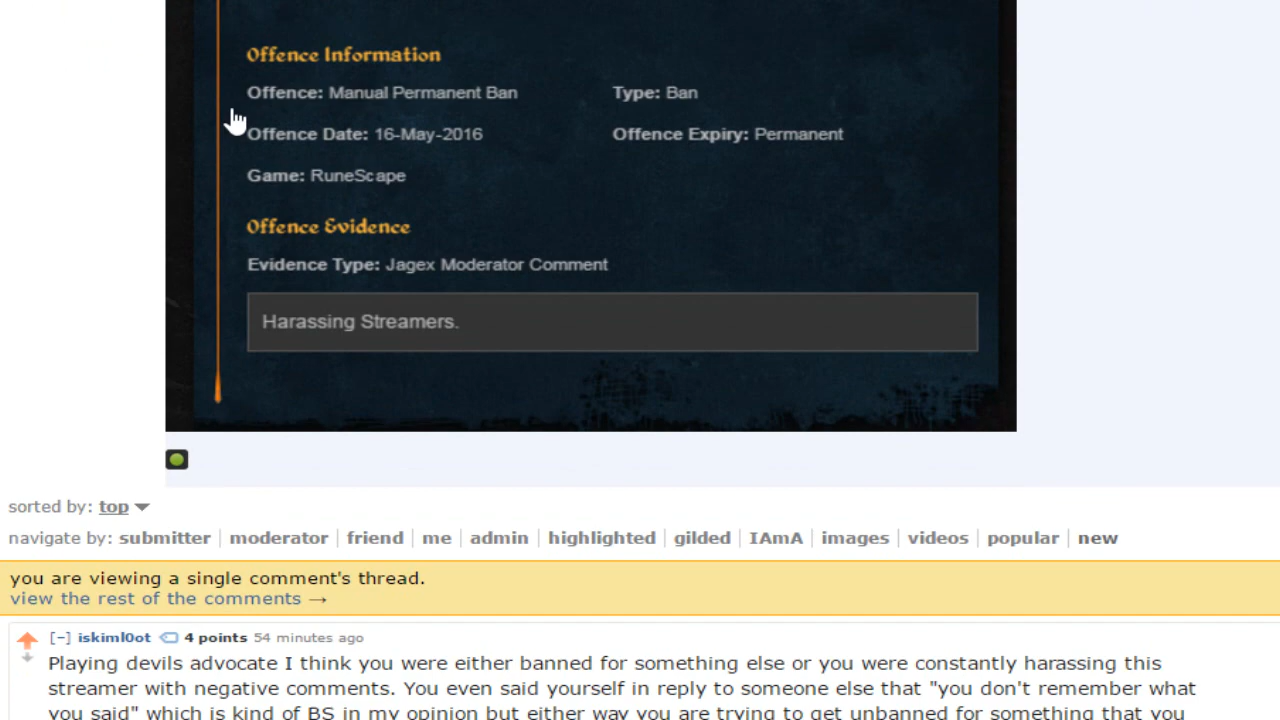 Offence Information
Offence: Manual Permanent Ban Type: Ban
Offence Date: 16-May-2016 Offence Expiry: Permanent
Game: RuneScape
Offence Evidence
Evidence Type: Jagex Moderator Comment
Harassing Streamers.
sorted by: top
navigate by: submitter | moderator | friend | me | admin | highlighted | gilded | IAmA | images | videos | popular | new
you are viewing a single comment's thread.
view the rest of the comments →
[–] iskiml0ot 4 points 54 minutes ago
Playing devils advocate I think you were either banned for something else or you were constantly harassing this
streamer with negative comments. You even said yourself in reply to someone else that "you don't remember what
you said" which is kind of BS in my opinion but either way you are trying to get unbanned for something that you